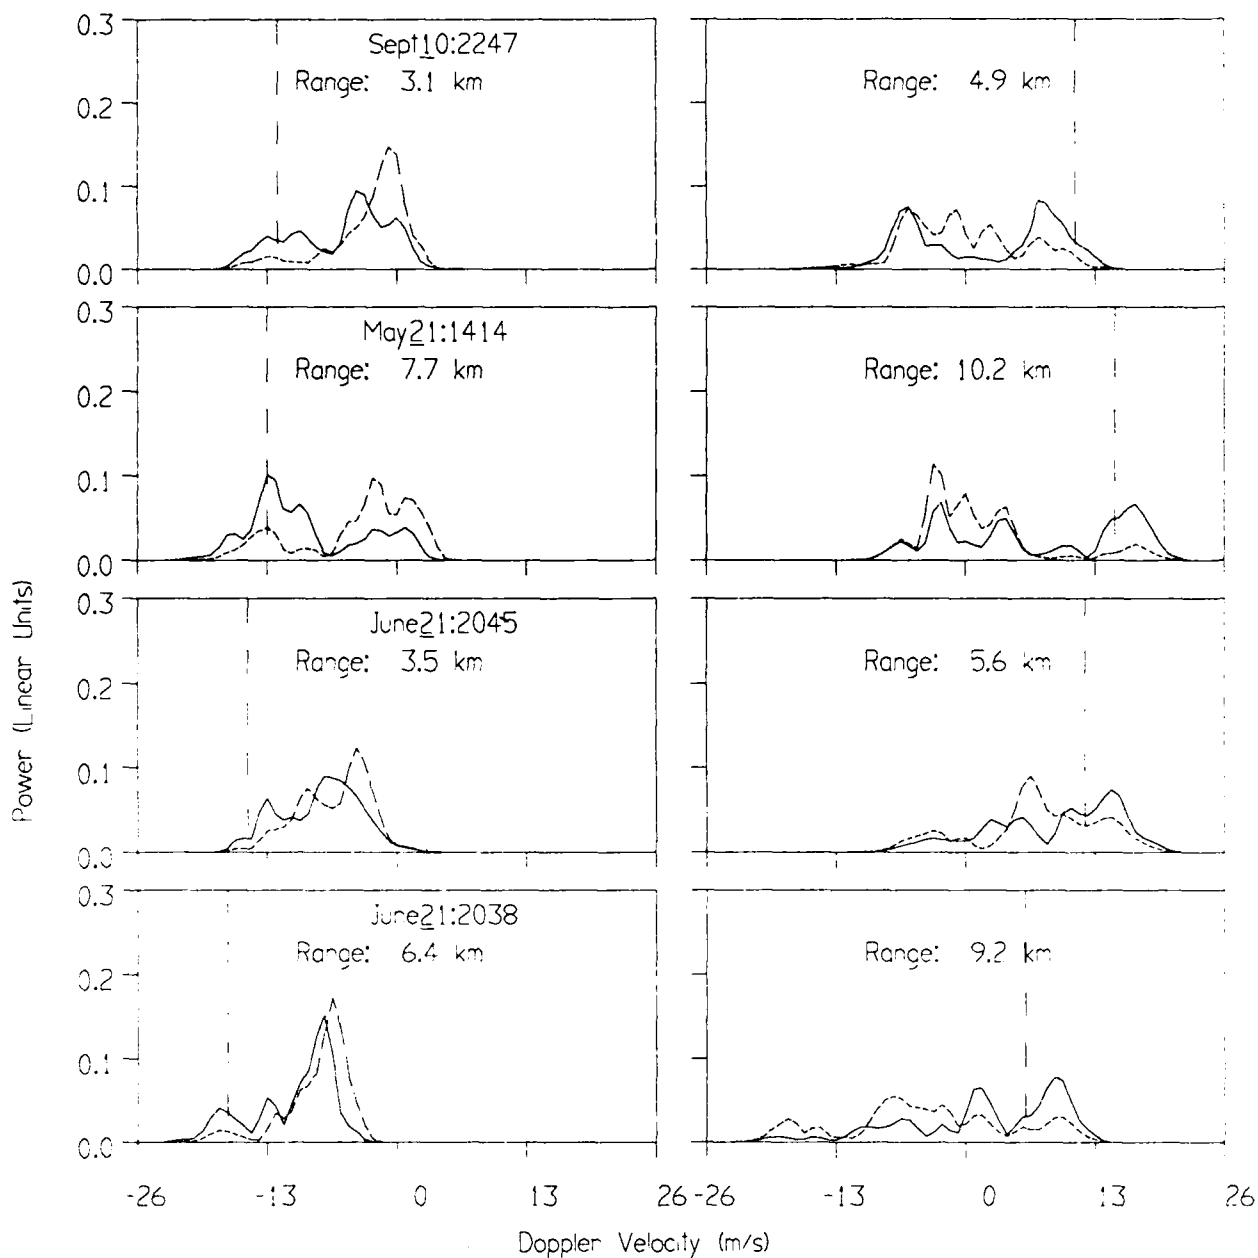 0.3
0.2
0.1
0.0
Sept10:2247
Range: 3.1 km
Range: 4.9 km
0.3
0.2
0.1
0.0
May21:1414
Range: 7.7 km
Range: 10.2 km
0.3
0.2
0.1
0.0
June21:2045
Range: 3.5 km
Range: 5.6 km
0.3
0.2
0.1
0.0
June21:2038
Range: 6.4 km
Range: 9.2 km
Power (Linear Units)
-26 -13 0 13 26 -26 -13 0 13 26
Doppler Velocity (m/s)